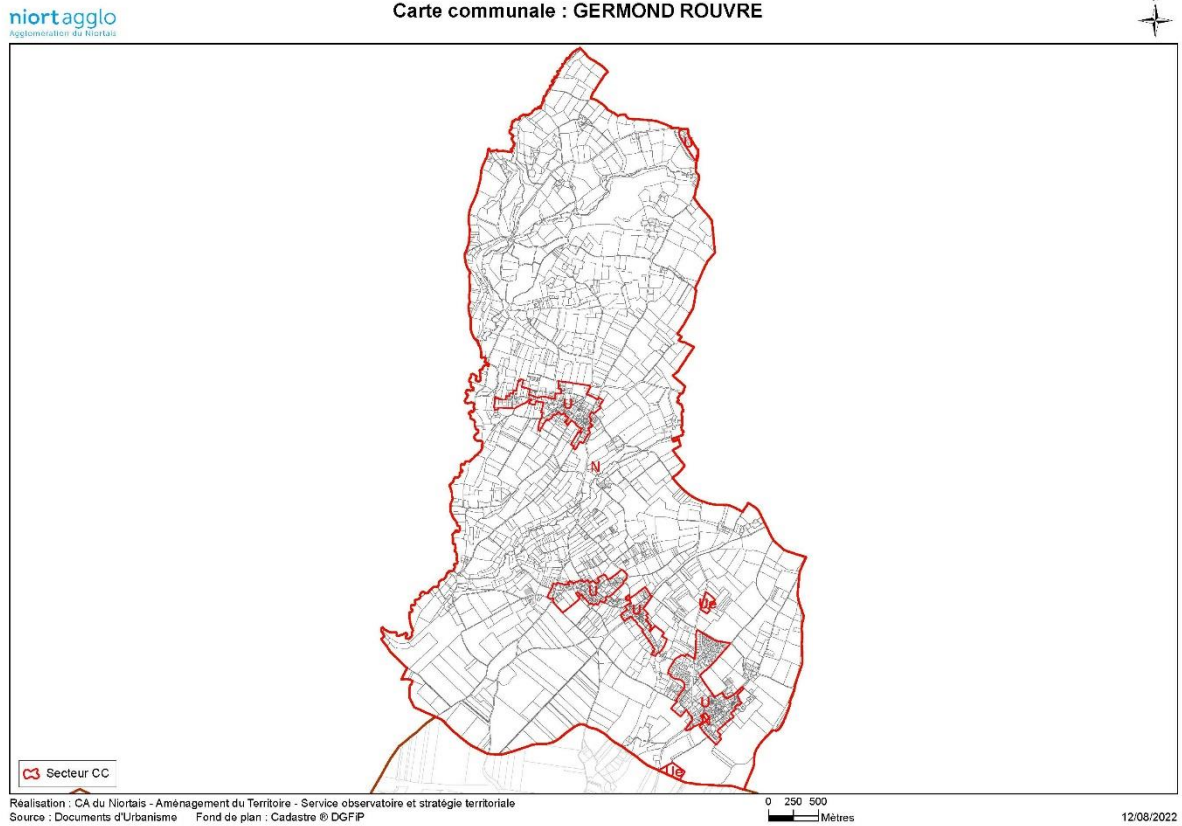 niortagglo
Agglomération du Niortais
Carte communale : GERMOND ROUVRE
U
U
N
U
U
Ue
U
N
Ue
Secteur CC
Réalisation : CA du Niortais - Aménagement du Territoire - Service observatoire et stratégie territoriale
Source : Documents d'Urbanisme Fond de plan : Cadastre ® DGFiP
0 250 500
Mètres
12/08/2022